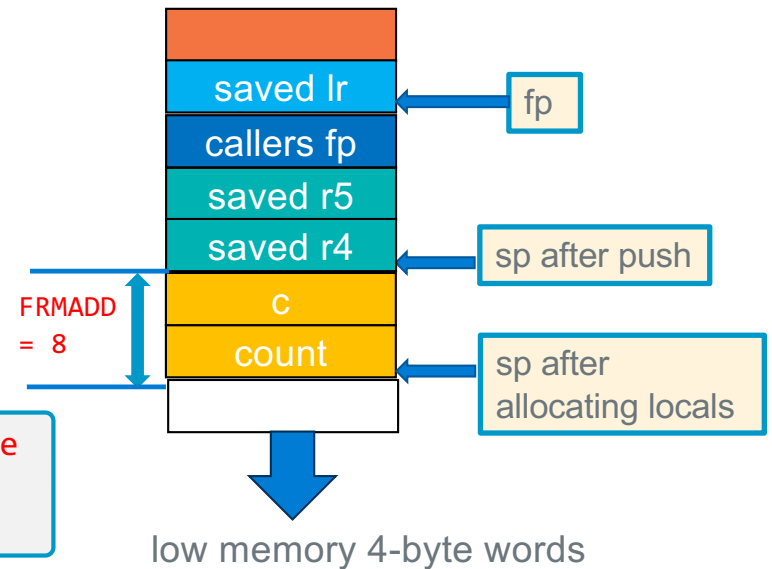 saved lr
fp
callers fp
saved r5
saved r4
sp after push
FRMADD
= 8
c
count
sp after
allocating locals
e
low memory 4-byte words